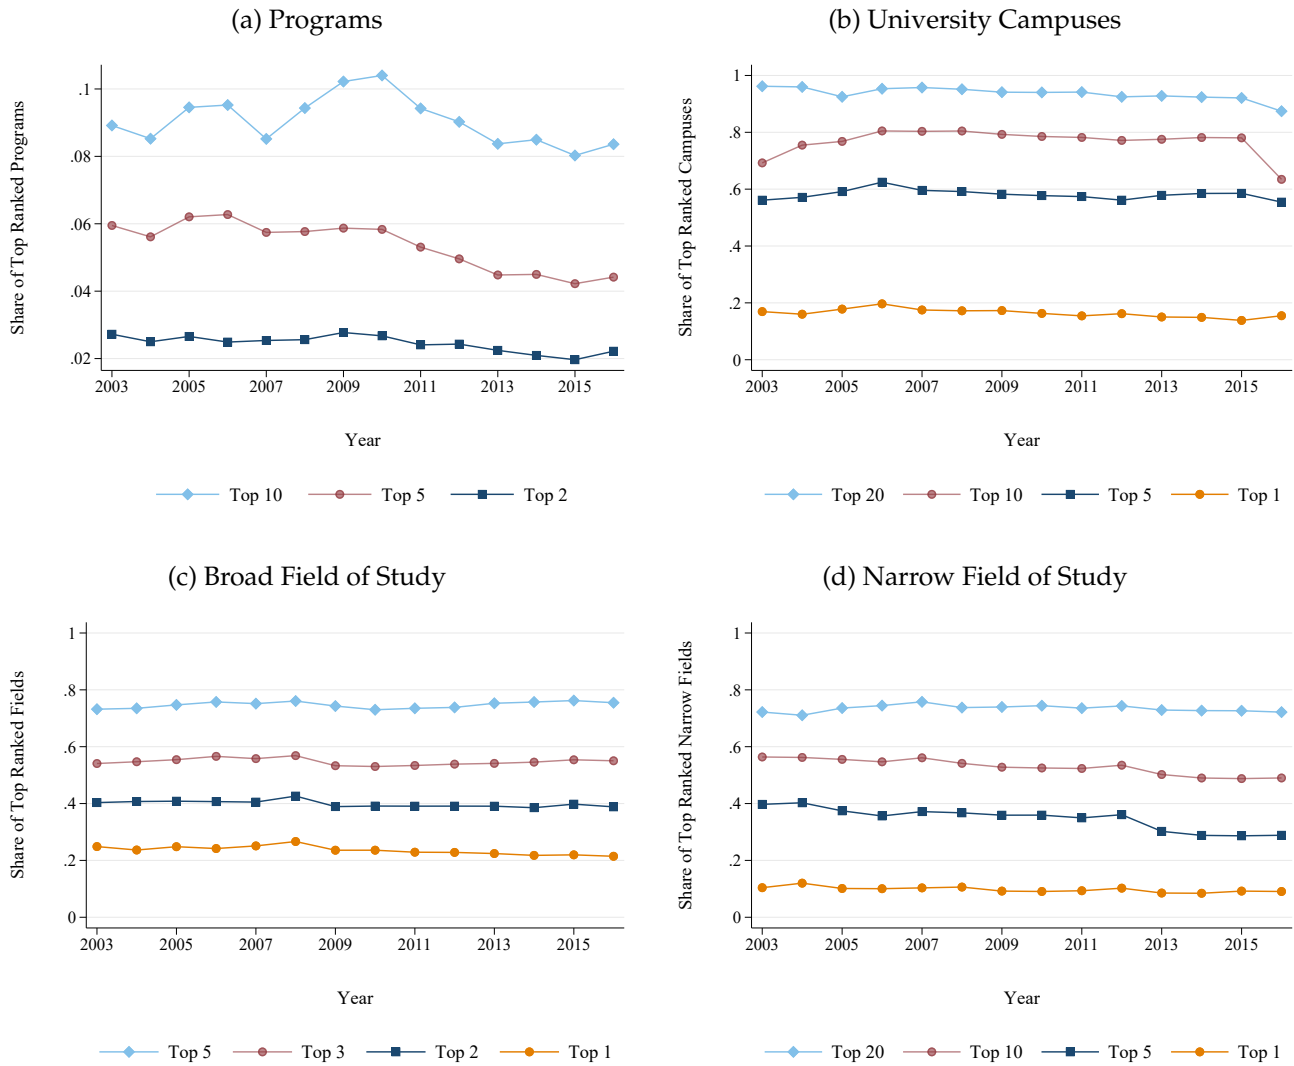 (a) Programs
Share of Top Ranked Programs
.1
.08
.06
.04
.02
2003 2005 2007 2009 2011 2013 2015
Year
Top 10 Top 5 Top 2
(b) University Campuses
Share of Top Ranked Campuses
1
.8
.6
.4
.2
0
2003 2005 2007 2009 2011 2013 2015
Year
Top 20 Top 10 Top 5 Top 1
(c) Broad Field of Study
Share of Top Ranked Fields
1
.8
.6
.4
.2
0
2003 2005 2007 2009 2011 2013 2015
Year
Top 5 Top 3 Top 2 Top 1
(d) Narrow Field of Study
Share of Top Ranked Narrow Fields
1
.8
.6
.4
.2
0
2003 2005 2007 2009 2011 2013 2015
Year
Top 20 Top 10 Top 5 Top 1